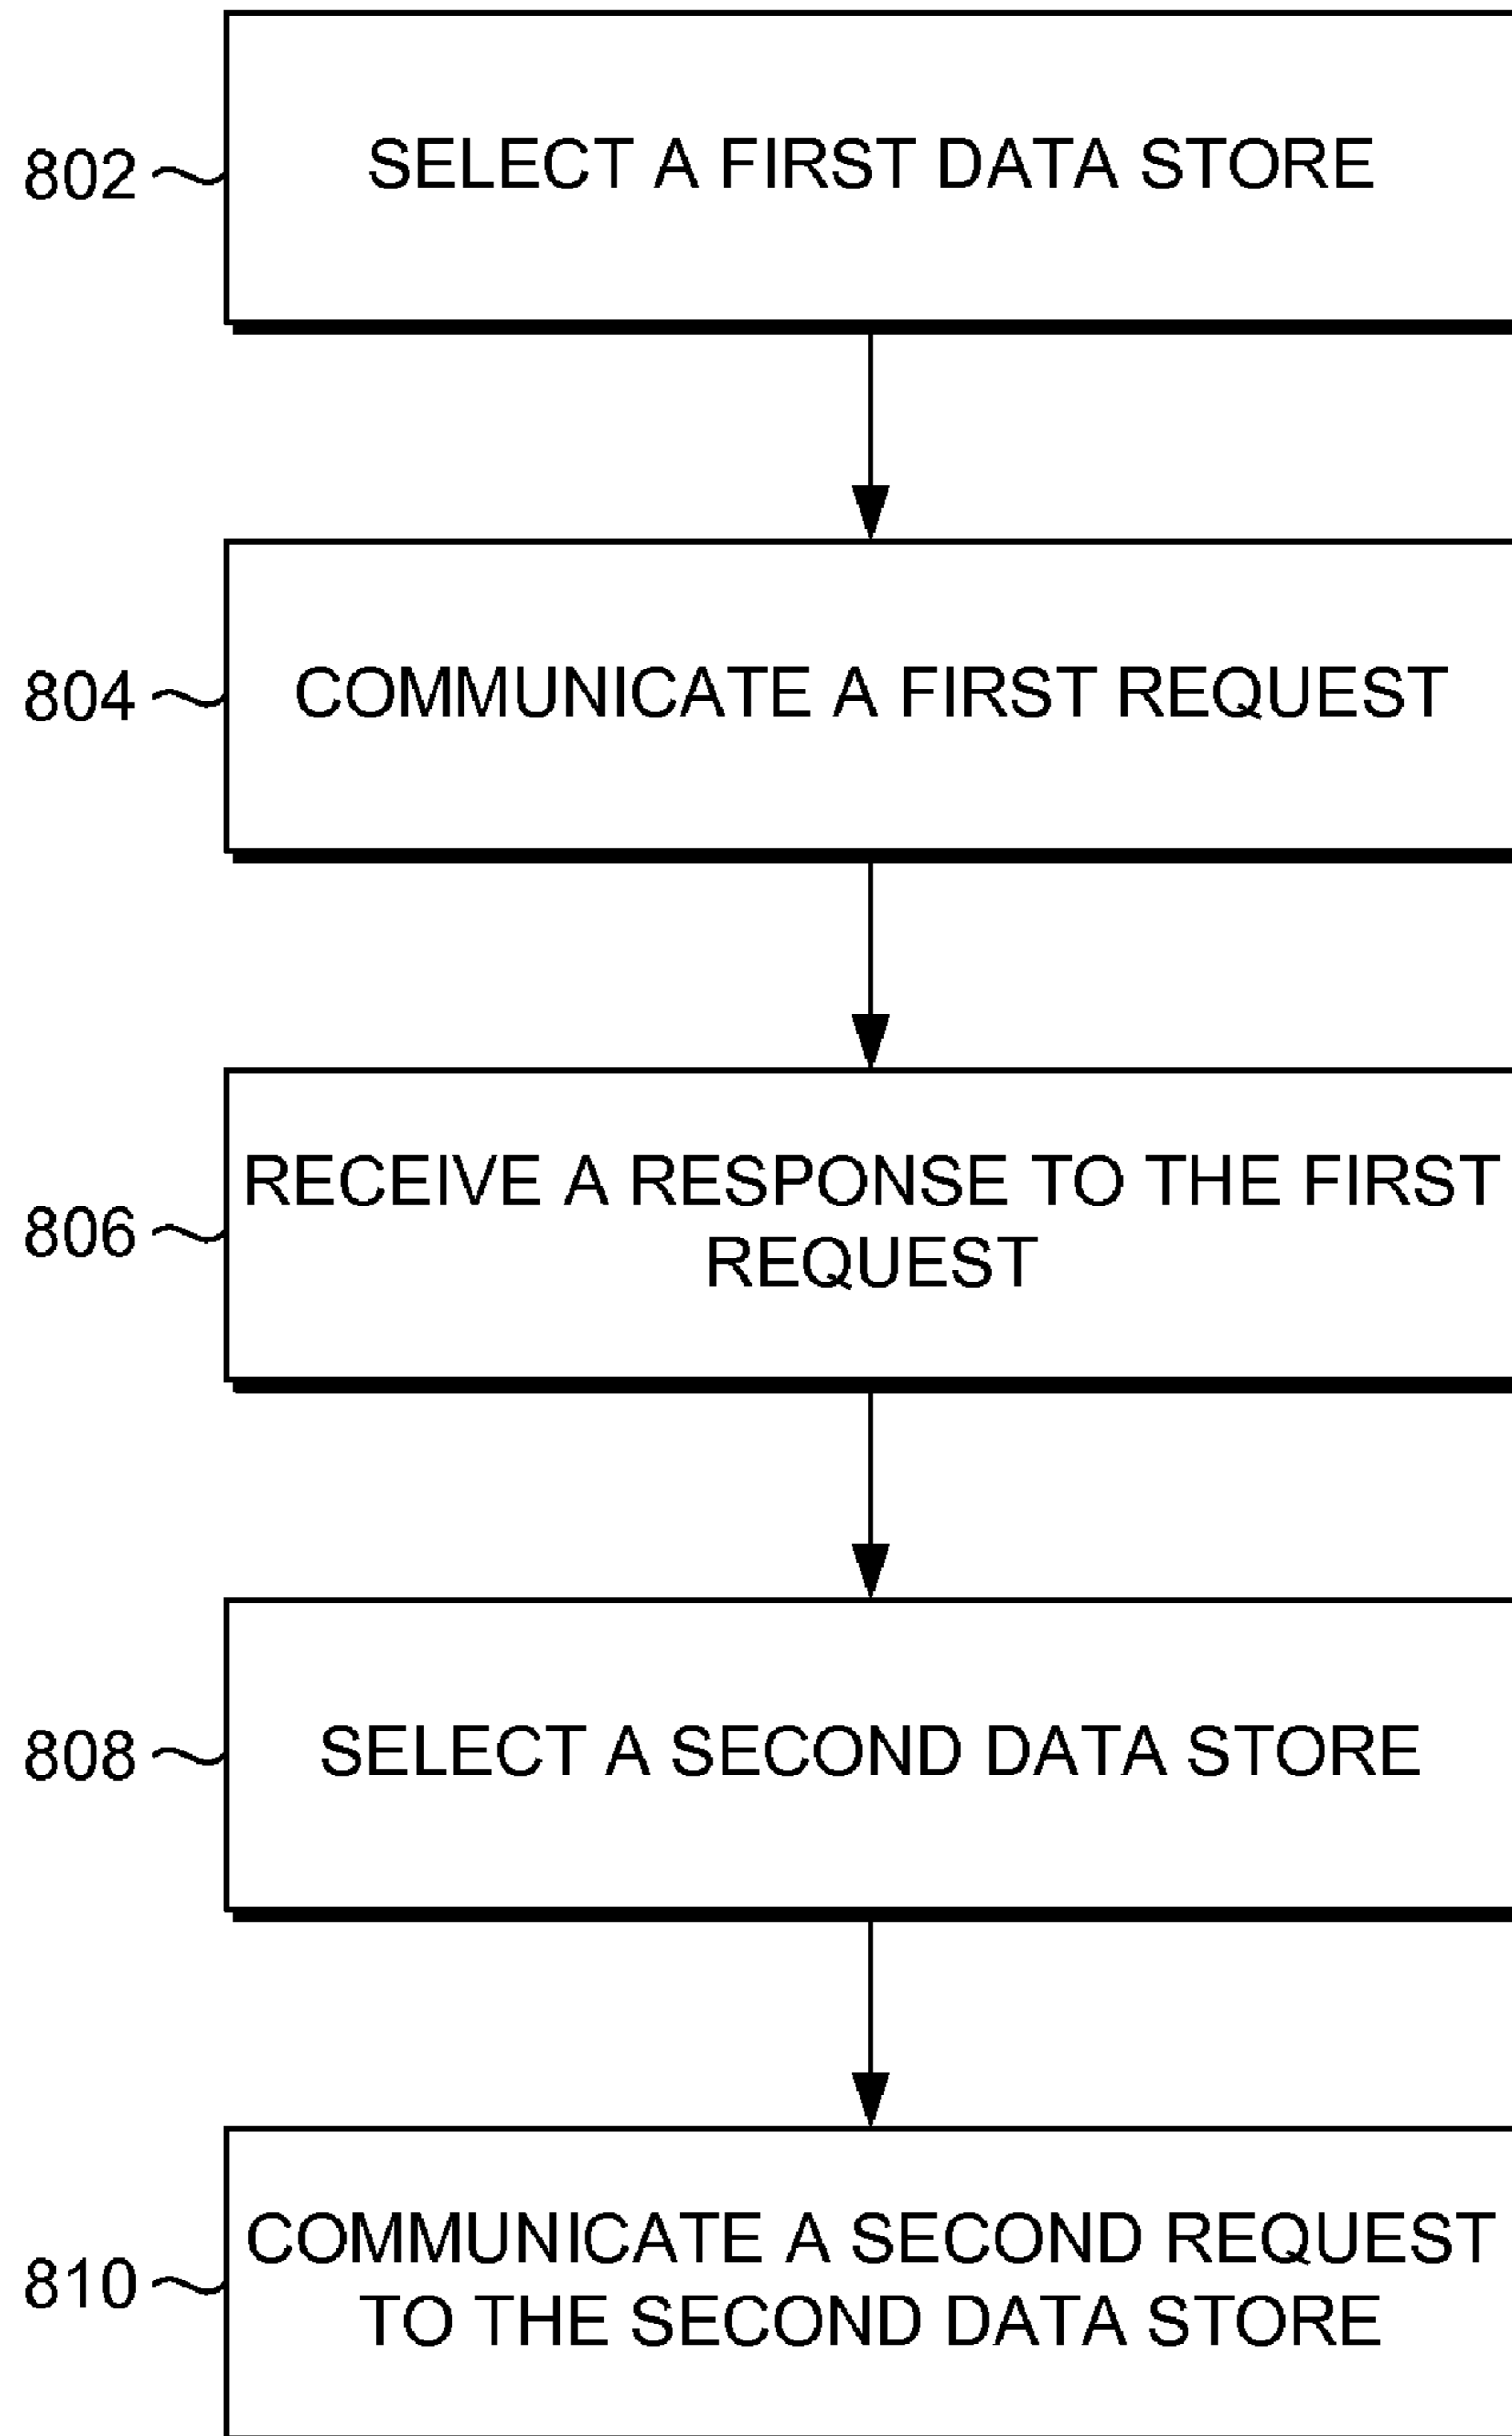 802
SELECT A FIRST DATA STORE
804
COMMUNICATE A FIRST REQUEST
806
RECEIVE A RESPONSE TO THE FIRST
REQUEST
808
SELECT A SECOND DATA STORE
810
COMMUNICATE A SECOND REQUEST
TO THE SECOND DATA STORE